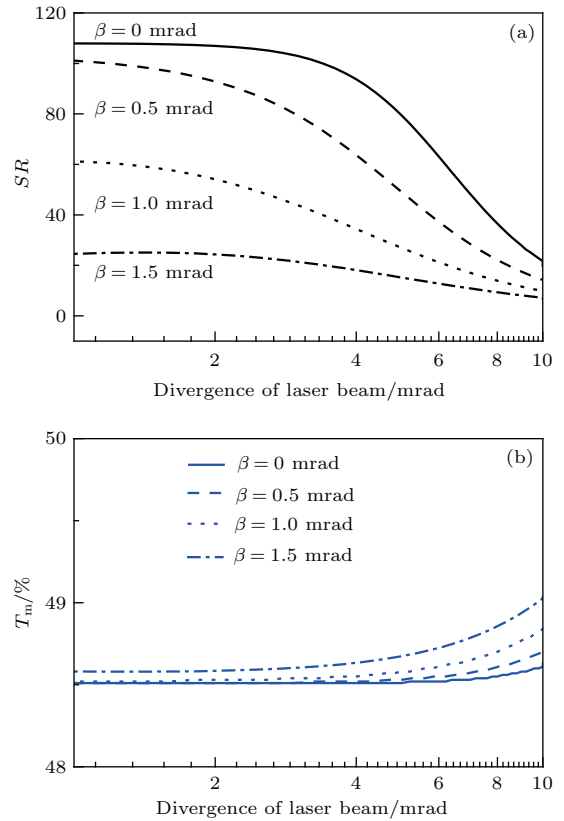 120
(a)
β = 0 mrad
80
β = 0.5 mrad
SR
β = 1.0 mrad
40
β = 1.5 mrad
0
2 4 6 8 10
Divergence of laser beam/mrad
50
(b)
β = 0 mrad
β = 0.5 mrad
β = 1.0 mrad
β = 1.5 mrad
Tm/%
49
48
2 4 6 8 10
Divergence of laser beam/mrad